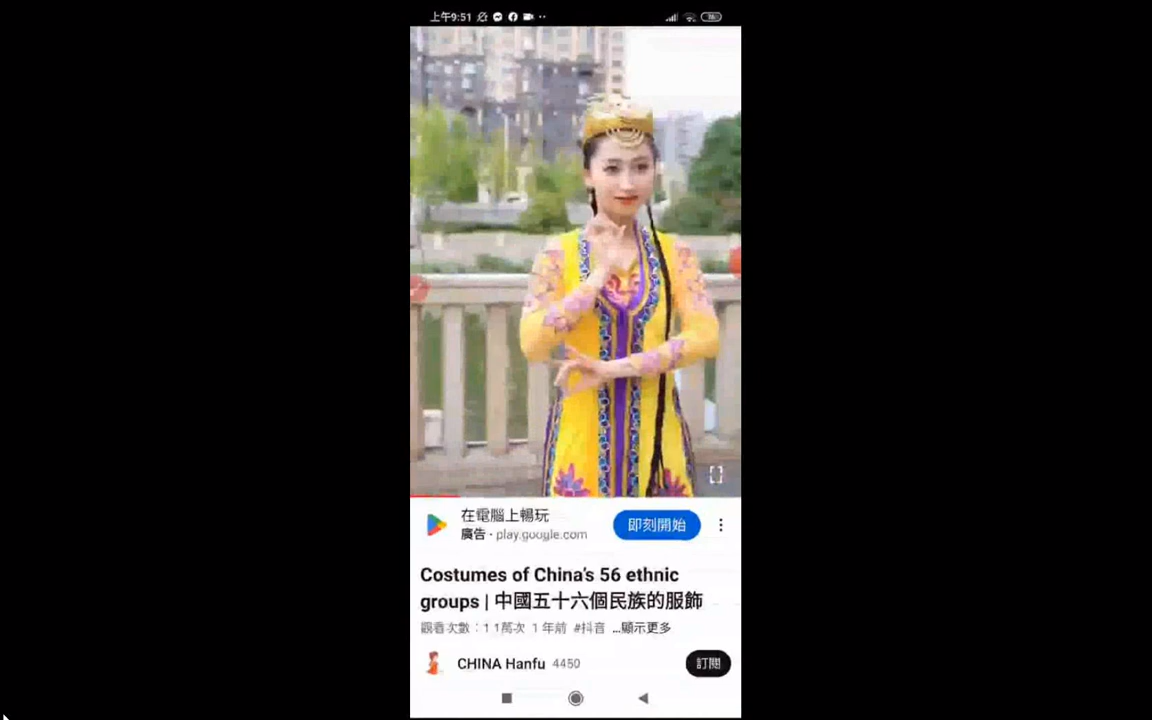 上午9:51
在電腦上暢玩
廣告 · play.google.com
即刻開始
Costumes of China's 56 ethnic
groups | 中國五十六個民族的服飾
觀看次數：1.1萬次 1 年前 #抖音 ...顯示更多
CHINA Hanfu 4450
訂閱